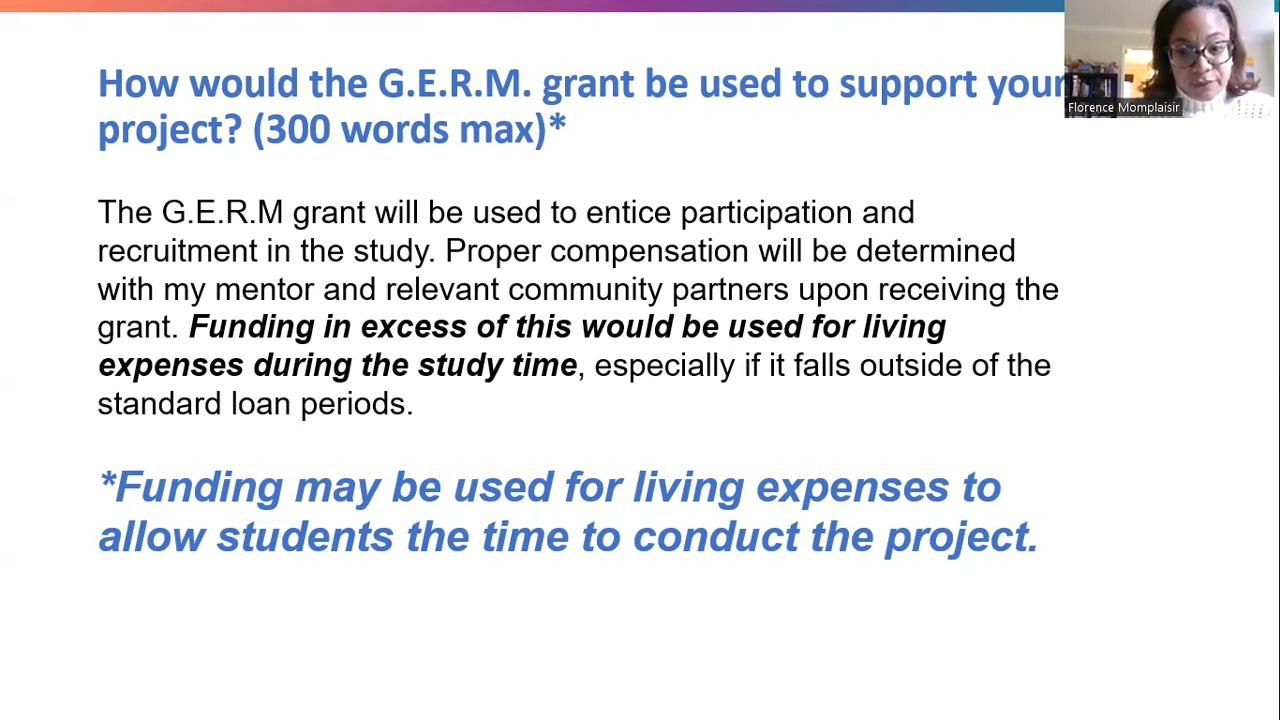 How would the G.E.R.M. grant be used to support your
project? (300 words max)*
Florence Momplaisir
The G.E.R.M grant will be used to entice participation and
recruitment in the study. Proper compensation will be determined
with my mentor and relevant community partners upon receiving the
grant. Funding in excess of this would be used for living
expenses during the study time, especially if it falls outside of the
standard loan periods.
*Funding may be used for living expenses to
allow students the time to conduct the project.